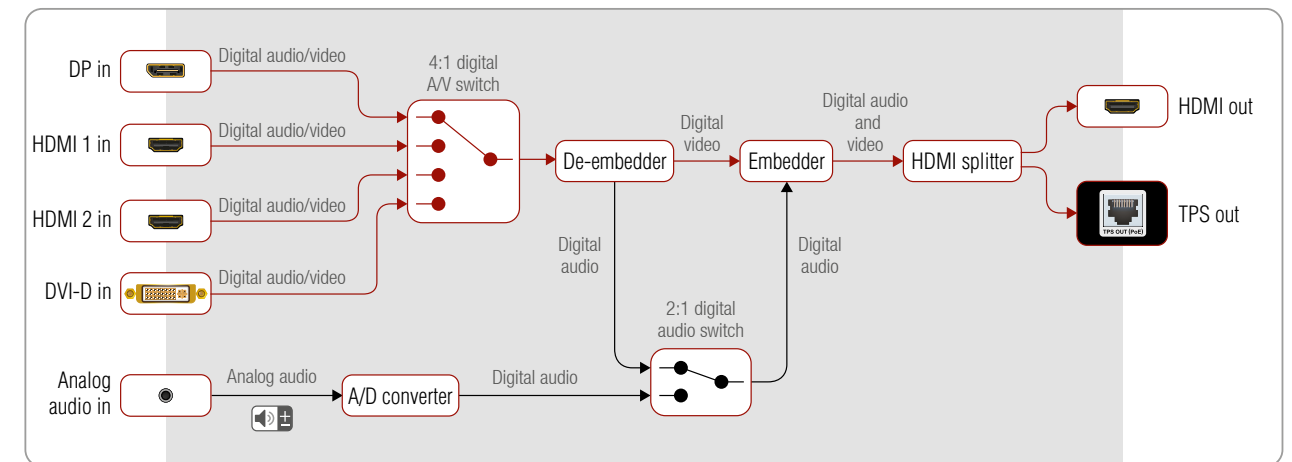 DP in
Digital audio/video
4:1 digital
A/V switch
HDMI 1 in
Digital audio/video
HDMI 2 in
Digital audio/video
DVI-D in
Digital audio/video
De-embedder
Digital
video
Embedder
Digital audio
and
video
HDMI splitter
HDMI out
TPS OUT (PoE)
TPS out
Digital
audio
Digital
audio
2:1 digital
audio switch
Analog
audio in
Analog audio
A/D converter
Digital audio